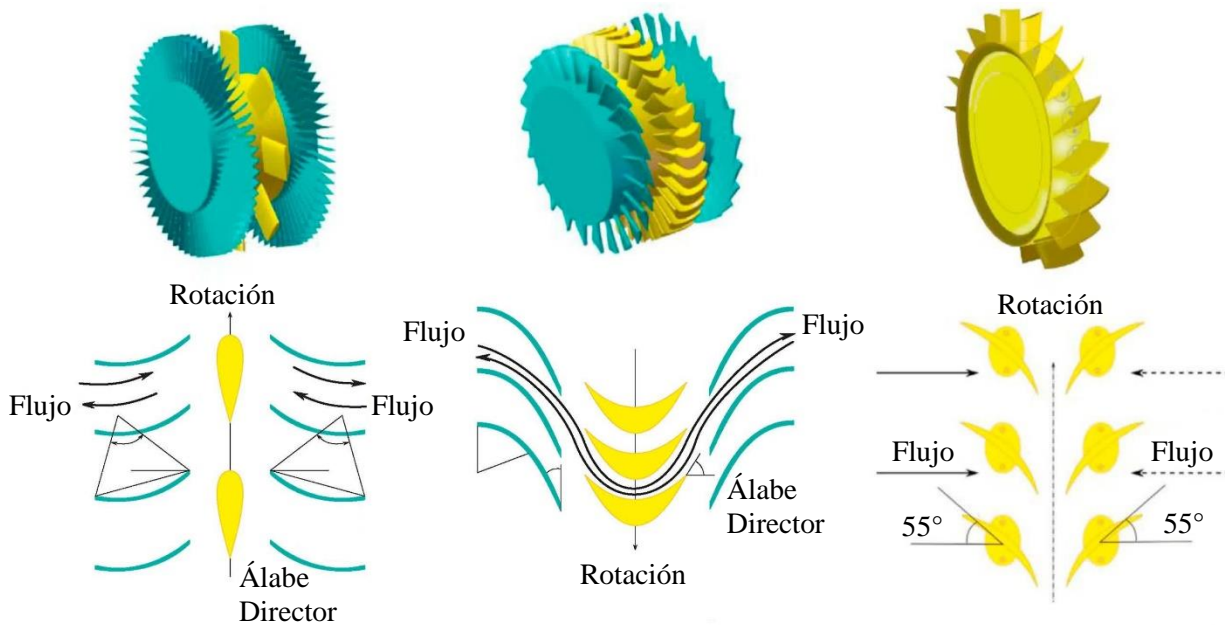 Rotación
Flujo
Flujo
Álabe
Director
Flujo
Flujo
Álabe
Director
Rotación
Rotación
Flujo
Flujo
55°
55°